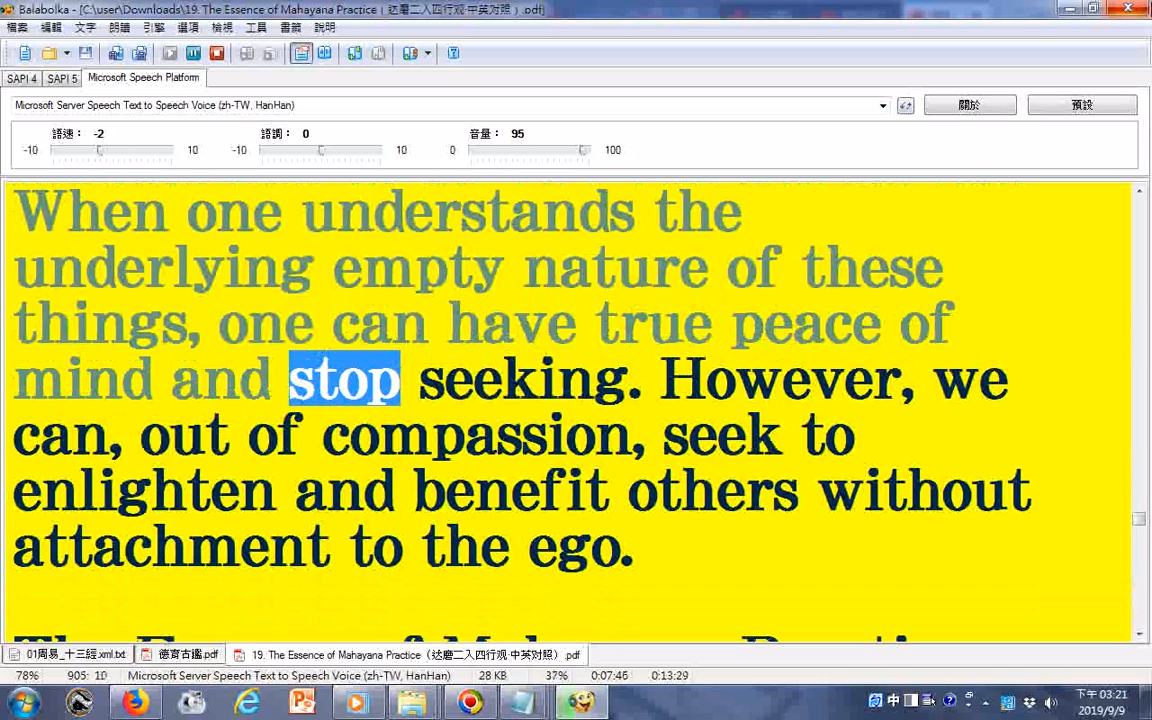 Balabolka - [C:\user\Downloads\19. The Essence of Mahayana Practice（达磨二入四行观·中英对照）.pdf]
檔案 編輯 文字 朗讀 引擎 選項 檢視 工具 書籤 說明
SAPI 4 SAPI 5 Microsoft Speech Platform
Microsoft Server Speech Text to Speech Voice (zh-TW, HanHan) 關於 預設
語速： -2 語調： 0 音量： 95
-10 10 -10 10 0 100
When one understands the
underlying empty nature of these
things, one can have true peace of
mind and stop seeking. However, we
can, out of compassion, seek to
enlighten and benefit others without
attachment to the ego.
The Essence of Mahayana Practice
01周易_十三經.xml.txt 德育古鑑.pdf 19. The Essence of Mahayana Practice（达磨二入四行观·中英对照）.pdf
78% 905: 10 Microsoft Server Speech Text to Speech Voice (zh-TW, HanHan) 28 KB 37% 0:07:46 0:13:29
中 下午 03:21
2019/9/9